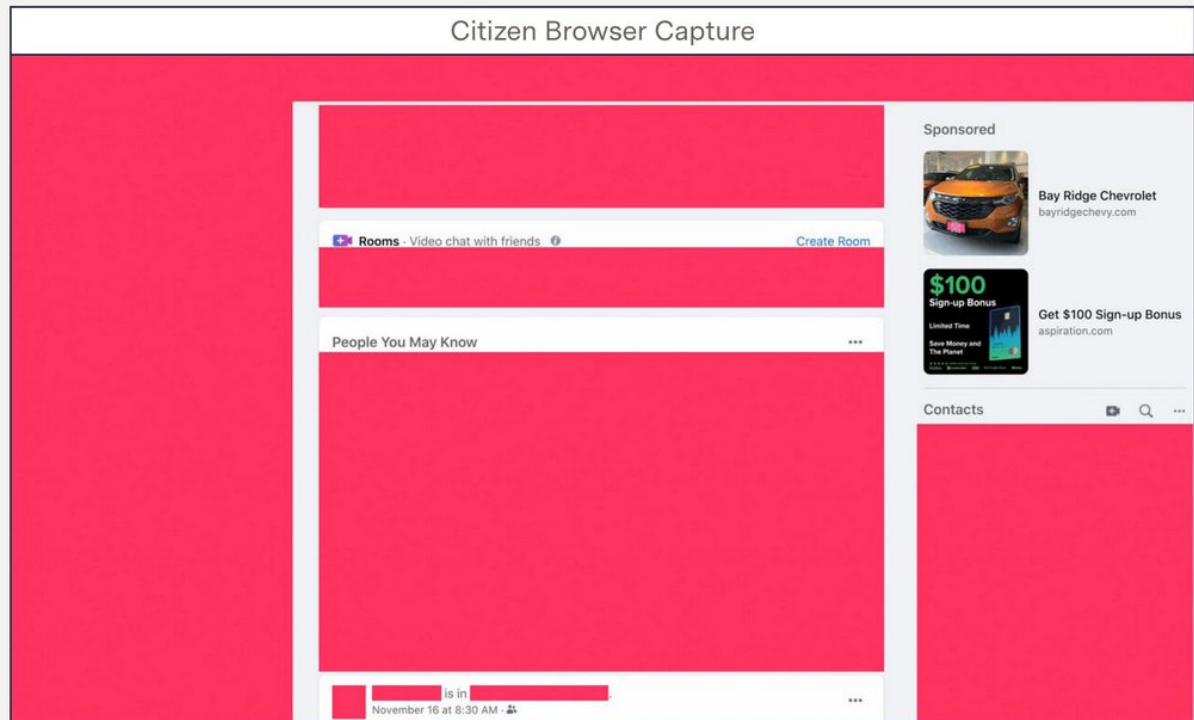 Citizen Browser Capture
Rooms · Video chat with friends
Create Room
People You May Know
is in .
November 16 at 8:30 AM ·
Sponsored
Bay Ridge Chevrolet
bayridgechevy.com
$100
Sign-up Bonus
Limited Time
Save Money and
The Planet
Get $100 Sign-up Bonus
aspiration.com
Contacts